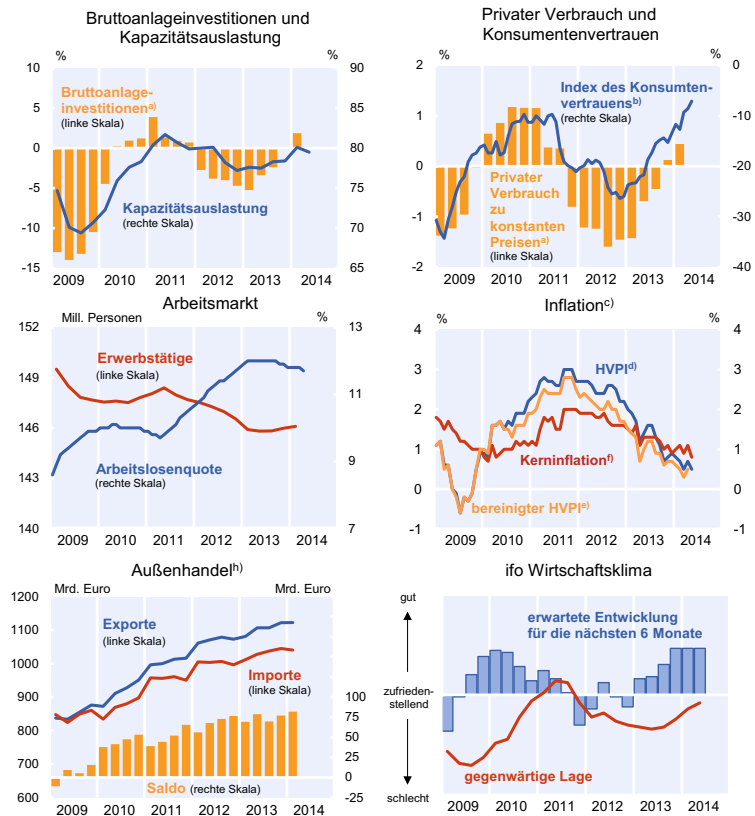 Bruttoanlageinvestitionen und
Kapazitätsauslastung
%
%
10
5
0
-5
-10
-15
90
85
80
75
70
65
Bruttoanlage-
investitionen a)
(linke Skala)
Kapazitätsauslastung
(rechte Skala)
2009 2010 2011 2012 2013 2014
Privater Verbrauch und
Konsumentenvertrauen
%
%
2
1
0
-1
-2
0
-10
-20
-30
-40
Index des Konsumten-
vertrauens b)
(rechte Skala)
Privater
Verbrauch
zu
konstanten
Preisen a)
(linke Skala)
2009 2010 2011 2012 2013 2014
Arbeitsmarkt
Mill. Personen
%
152
149
146
143
140
13
11
9
7
Erwerbstätige
(linke Skala)
Arbeitslosenquote
(rechte Skala)
2009 2010 2011 2012 2013 2014
Inflation c)
%
%
4
3
2
1
0
-1
4
3
2
1
0
-1
HVPI d)
Kerninflation f)
bereinigter HVPI e)
2009 2010 2011 2012 2013 2014
Außenhandel h)
Mrd. Euro
Mrd. Euro
1200
1100
1000
900
800
700
600
100
75
50
25
0
-25
Exporte
(linke Skala)
Importe
(linke Skala)
Saldo (rechte Skala)
2009 2010 2011 2012 2013 2014
ifo Wirtschaftsklima
gut
zufrieden-
stellend
schlecht
erwartete Entwicklung
für die nächsten 6 Monate
gegenwärtige Lage
2009 2010 2011 2012 2013 2014